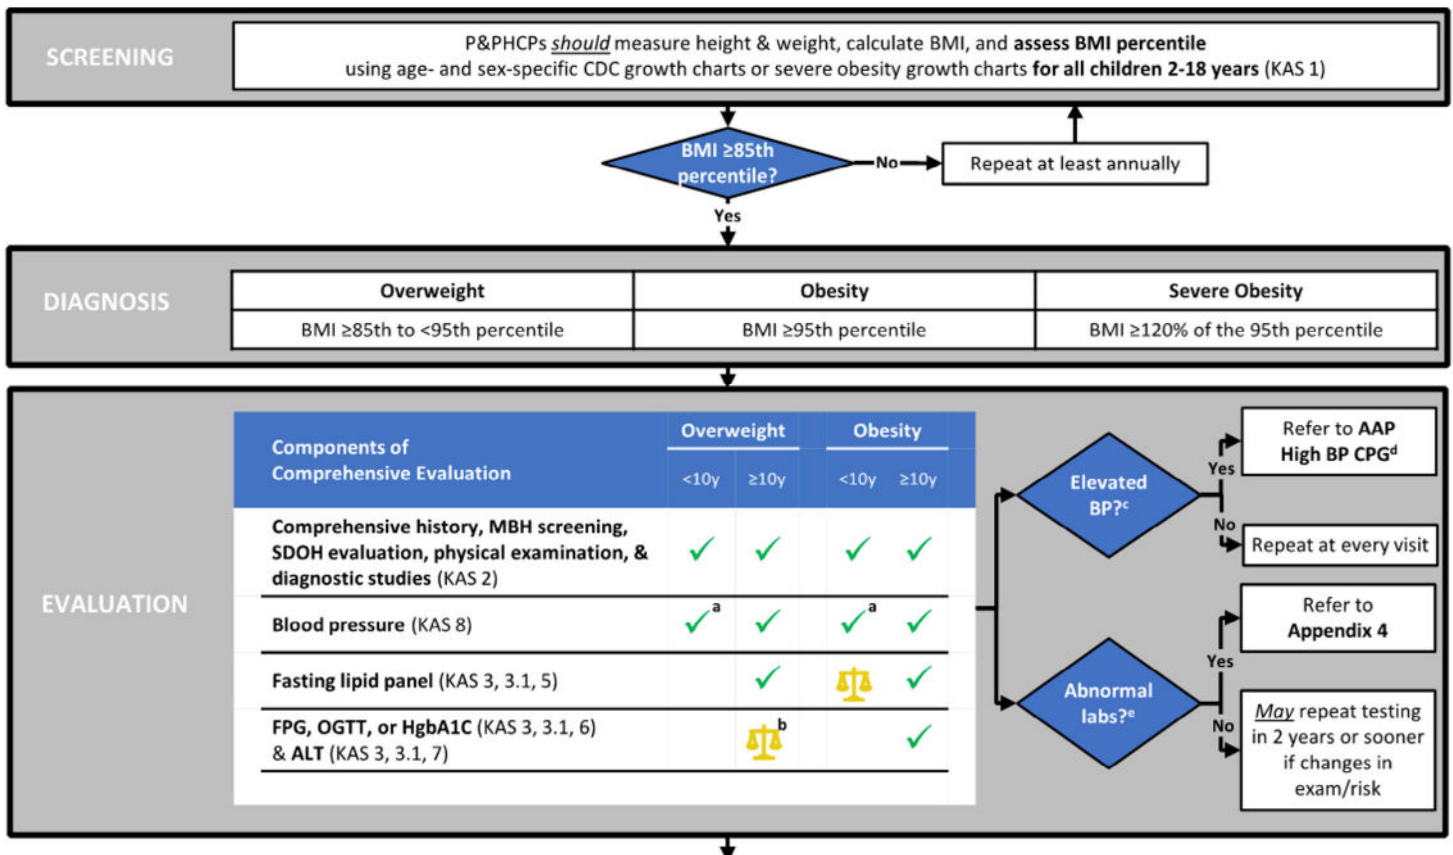 SCREENING
P&PHCPs should measure height & weight, calculate BMI, and assess BMI percentile
using age- and sex-specific CDC growth charts or severe obesity growth charts for all children 2-18 years (KAS 1)
BMI ≥85th
percentile?
No
Repeat at least annually
Yes
DIAGNOSIS
Overweight
Obesity
Severe Obesity
BMI ≥85th to <95th percentile
BMI ≥95th percentile
BMI ≥120% of the 95th percentile
EVALUATION
Components of
Comprehensive Evaluation
Overweight
Obesity
<10y
≥10y
<10y
≥10y
Comprehensive history, MBH screening,
SDOH evaluation, physical examination, &
diagnostic studies (KAS 2)
✓ ✓ ✓ ✓
Blood pressure (KAS 8)
✓a ✓ ✓a ✓
Fasting lipid panel (KAS 3, 3.1, 5)
✓ ✓
FPG, OGTT, or HgbA1C (KAS 3, 3.1, 6)
& ALT (KAS 3, 3.1, 7)
b ✓
Elevated
BP?c
Yes
Refer to AAP
High BP CPGd
No
Repeat at every visit
Abnormal
labs?e
Yes
Refer to
Appendix 4
No
May repeat testing
in 2 years or sooner
if changes in
exam/risk